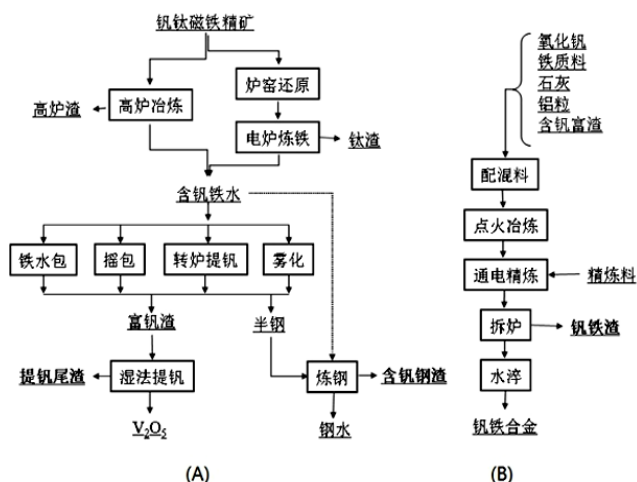 钒钛磁铁精矿
高炉渣
高炉冶炼
炉窑还原
电炉炼铁
钛渣
含钒铁水
铁水包
摇包
转炉提钒
雾化
富钒渣
半钢
提钒尾渣
湿法提钒
炼钢
含钒钢渣
V₂O₅
钢水
(A)
氧化钒
铁质料
石灰
铝粒
含钒富渣
配混料
点火冶炼
通电精炼
精炼料
拆炉
钒铁渣
水淬
钒铁合金
(B)